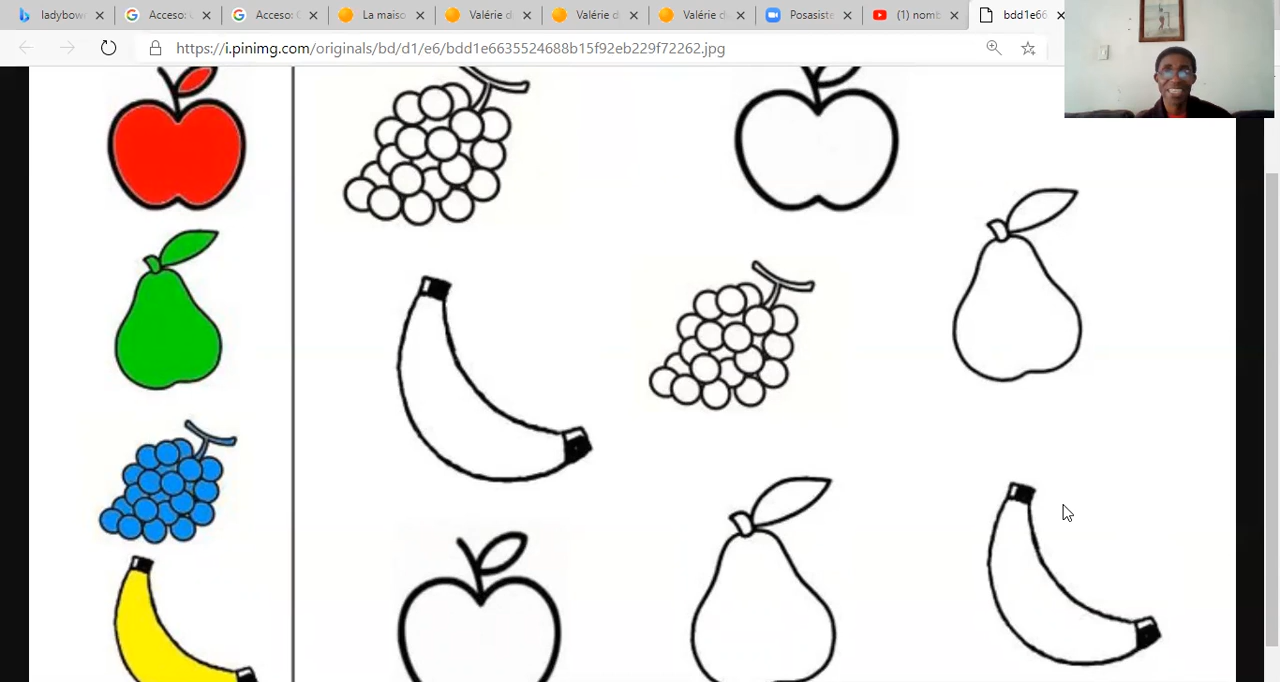 ladybown
Acceso: 
Acceso: 
La maiso
Valérie d
Valérie d
Valérie d
Posasiste
(1) nomb
bdd1e66
https://i.pinimg.com/originals/bd/d1/e6/bdd1e6635524688b15f92eb229f72262.jpg